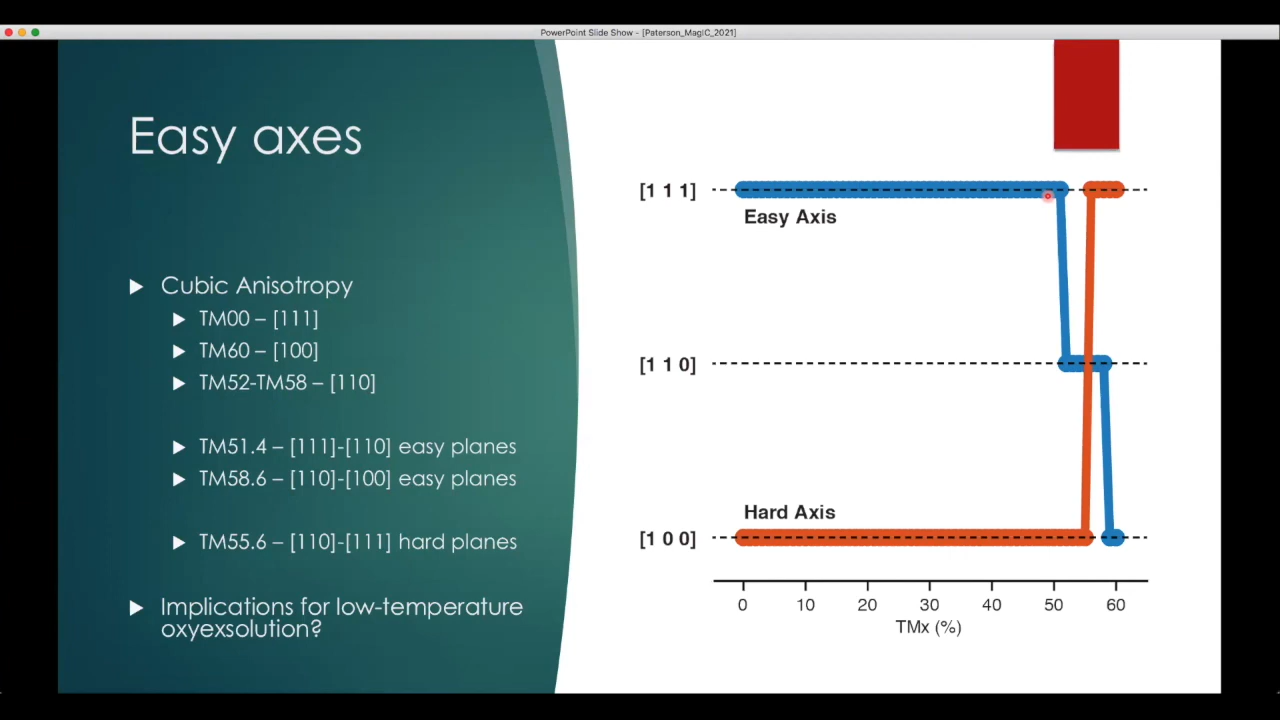 PowerPoint Slide Show - [Paterson_MagIC_2021]
Easy axes
Cubic Anisotropy
TM00 – [111]
TM60 – [100]
TM52-TM58 – [110]
TM51.4 – [111]-[110] easy planes
TM58.6 – [110]-[100] easy planes
TM55.6 – [110]-[111] hard planes
Implications for low-temperature
oxyexsolution?
[1 1 1]
Easy Axis
[1 1 0]
Hard Axis
[1 0 0]
0 10 20 30 40 50 60
TMx (%)